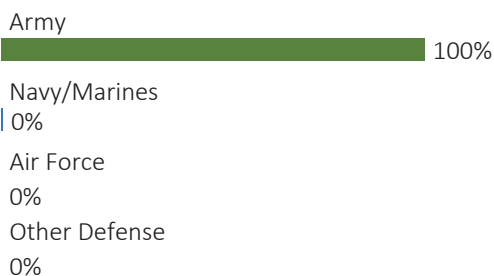 Army
100%
Navy/Marines
0%
Air Force
0%
Other Defense
0%